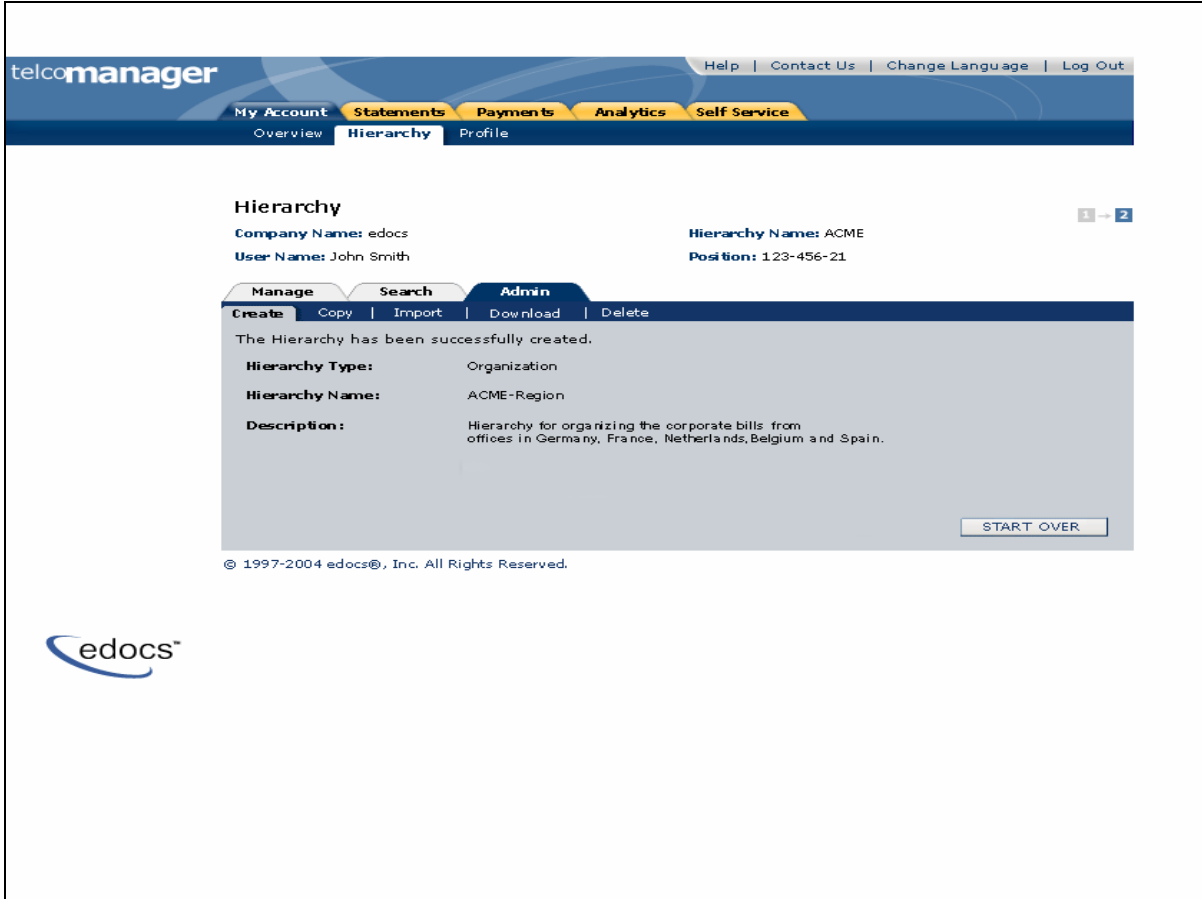 telcomanager
Help | Contact Us | Change Language | Log Out
My Account Statements Payments Analytics Self Service
Overview Hierarchy Profile
Hierarchy
1 → 2
Company Name: edocs Hierarchy Name: ACME
User Name: John Smith Position: 123-456-21
Manage Search Admin
Create Copy | Import | Download | Delete
The Hierarchy has been successfully created.
Hierarchy Type: Organization
Hierarchy Name: ACME-Region
Description: Hierarchy for organizing the corporate bills from
offices in Germany, France, Netherlands,Belgium and Spain.
START OVER
© 1997-2004 edocs®, Inc. All Rights Reserved.
edocs™